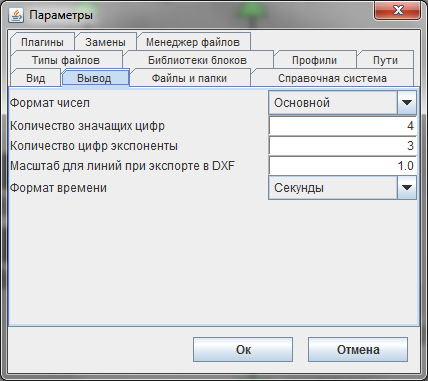 Параметры
Плагины Замены Менеджер файлов
Типы файлов Библиотеки блоков Профили Пути
Вид Вывод Файлы и папки Справочная система
Формат чисел Основной
Количество значащих цифр 4
Количество цифр экспоненты 3
Масштаб для линий при экспорте в DXF 1.0
Формат времени Секунды
Ок Отмена